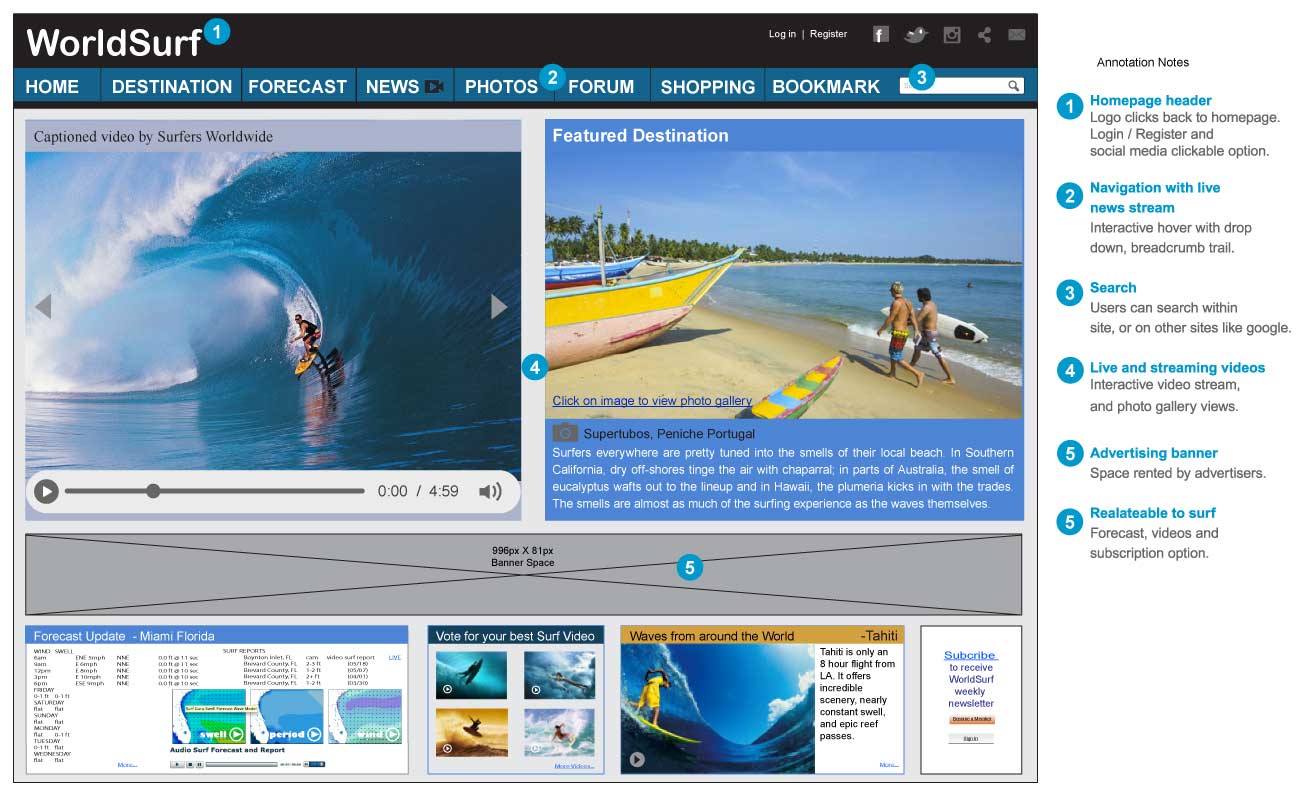 WorldSurf
1
Log in | Register
HOME
DESTINATION
FORECAST
NEWS
PHOTOS
2
FORUM
SHOPPING
BOOKMARK
3
Captioned video by Surfers Worldwide
0:00 / 4:59
4
Featured Destination
Click on image to view photo gallery
Supertubos, Peniche Portugal
Surfers everywhere are pretty tuned into the smells of their local beach. In Southern
California, dry off-shores tinge the air with chaparral; in parts of Australia, the smell of
eucalyptus wafts out to the lineup and in Hawaii, the plumeria kicks in with the trades.
The smells are almost as much of the surfing experience as the waves themselves.
996px X 81px
Banner Space
5
Forecast Update - Miami Florida
WIND SWELL
6am ENE 5mph NNE 0.0 ft @ 11 sec
9am E 6mph NNE 0.0 ft @ 11 sec
12pm E 8mph NNE 0.0 ft @ 10 sec
3pm E 10mph NNE 0.0 ft @ 10 sec
6pm ESE 9mph NNE 0.0 ft @ 10 sec
FRIDAY
0-1 ft 0-1 ft
SATURDAY
flat flat
SUNDAY
flat flat
MONDAY
flat flat
TUESDAY
0-1 ft flat
WEDNESDAY
flat flat
More...
SURF REPORTS
Boynton Inlet, FL cam video surf report LIVE
Brevard County, FL 2-3 ft (05/18)
Brevard County, FL 1-2 ft (05/07)
Brevard County, FL 2+ ft (04/01)
Brevard County, FL 1-2 ft (03/30)
swell
period
wind
Audio Surf Forecast and Report
Vote for your best Surf Video
More Videos...
Waves from around the World -Tahiti
Tahiti is only an
8 hour flight from
LA. It offers
incredible
scenery, nearly
constant swell,
and epic reef
passes.
More...
Subcribe
to receive
WorldSurf
weekly
newsletter
Become a Member
Sign In
Annotation Notes
1
Homepage header
Logo clicks back to homepage.
Login / Register and
social media clickable option.
2
Navigation with live
news stream
Interactive hover with drop
down, breadcrumb trail.
3
Search
Users can search within
site, or on other sites like google.
4
Live and streaming videos
Interactive video stream,
and photo gallery views.
5
Advertising banner
Space rented by advertisers.
5
Realateable to surf
Forecast, videos and
subscription option.